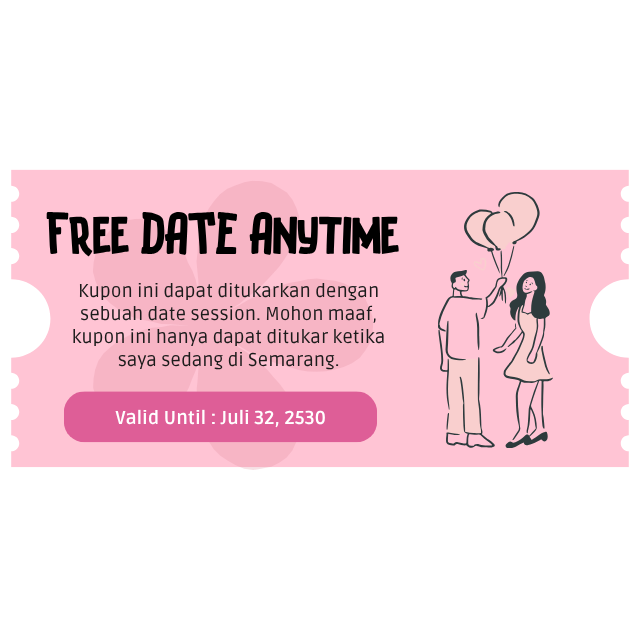 FREE DATE ANYTIME
Kupon ini dapat ditukarkan dengan
sebuah date session. Mohon maaf,
kupon ini hanya dapat ditukar ketika
saya sedang di Semarang.
Valid Until : Juli 32, 2530